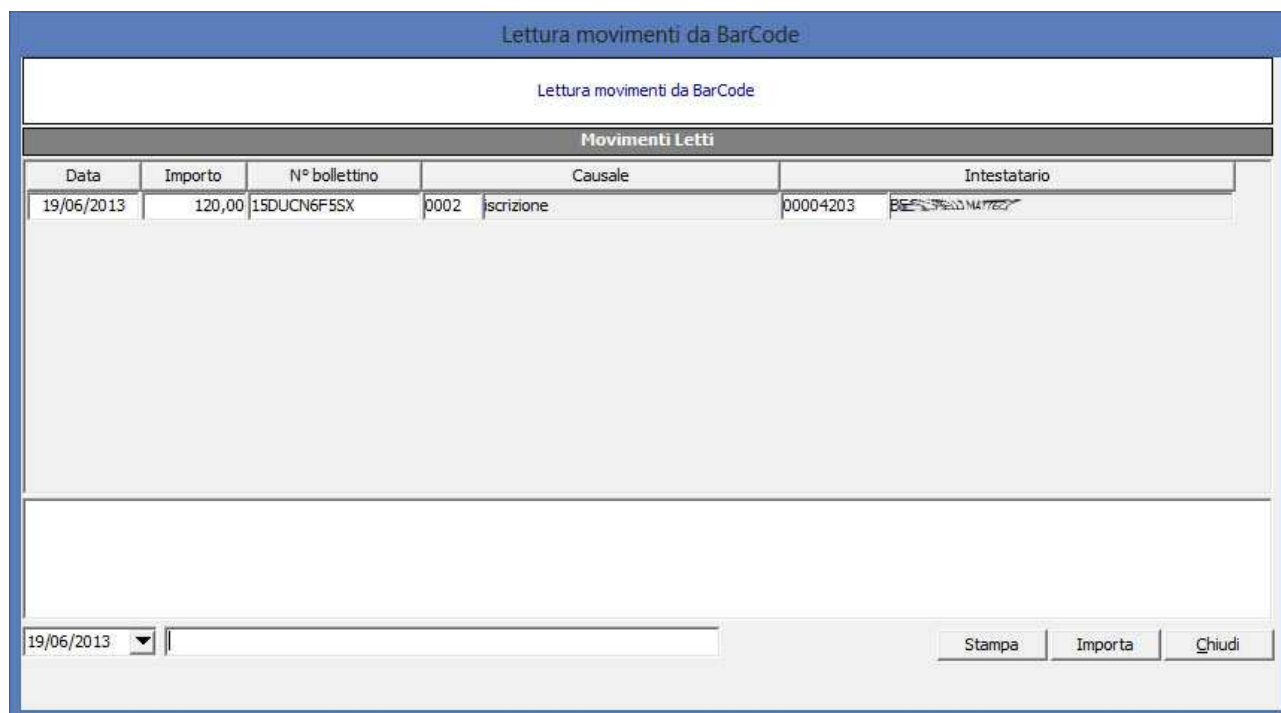 Lettura movimenti da BarCode
Lettura movimenti da BarCode
Movimenti Letti
Data Importo N° bollettino Causale Intestatario
19/06/2013 120,00 15DUCN6F5SX 0002 iscrizione 00004203
19/06/2013 Stampa Importa Chiudi